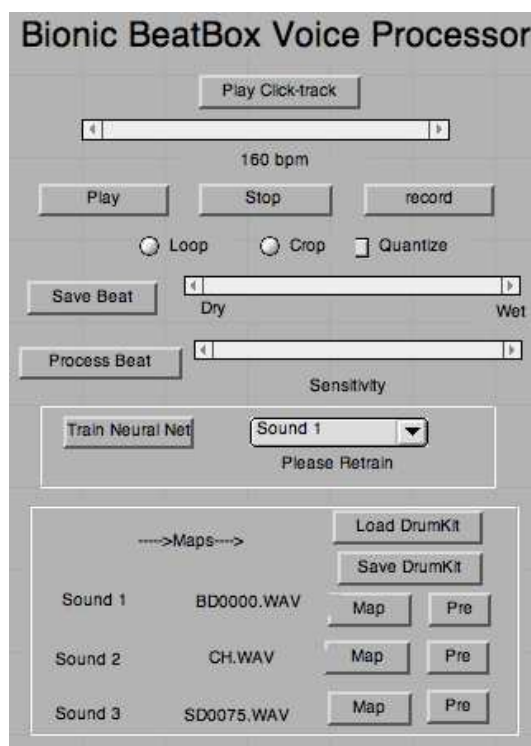 Bionic BeatBox Voice Processor
Play Click-track
160 bpm
Play Stop record
Loop Crop Quantize
Save Beat
Dry Wet
Process Beat
Sensitivity
Train Neural Net Sound 1
Please Retrain
Load DrumKit
---->Maps---->
Save DrumKit
Sound 1 BD0000.WAV Map Pre
Sound 2 CH.WAV Map Pre
Sound 3 SD0075.WAV Map Pre